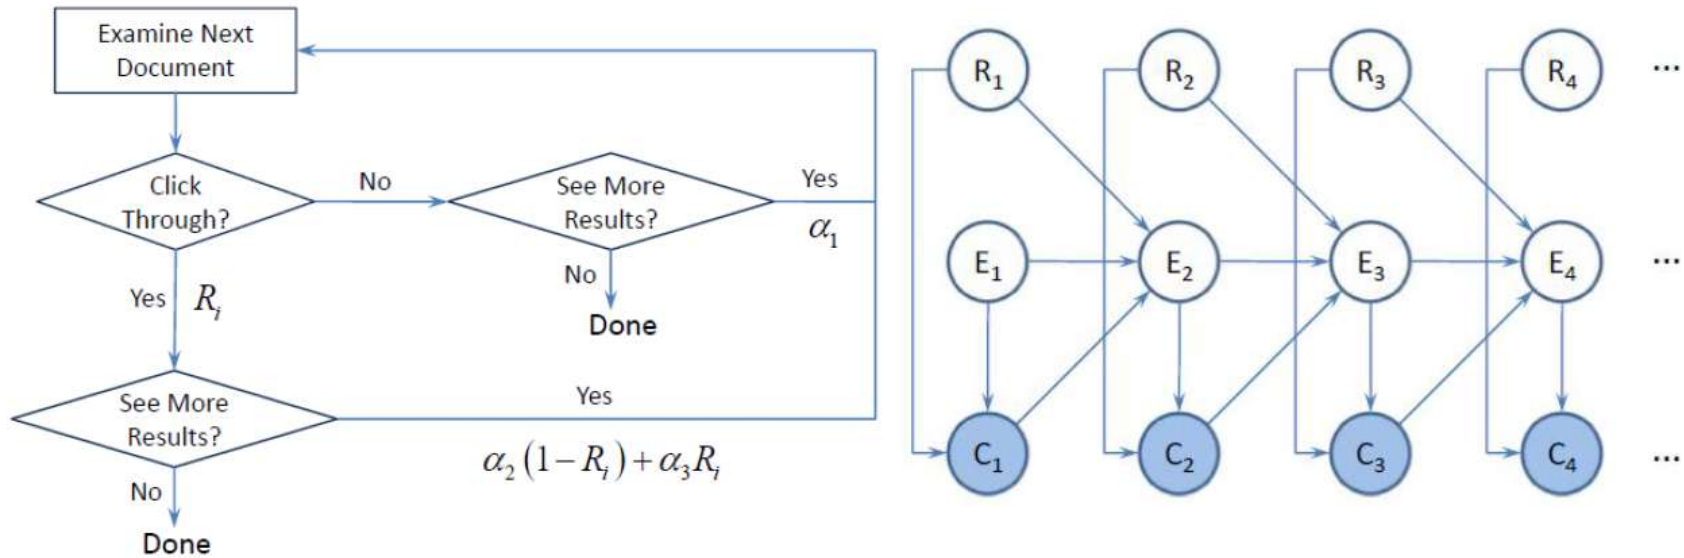 Examine Next
Document
Click
Through?
No
See More
Results?
Yes
α₁
No
Done
Yes
Rᵢ
See More
Results?
Yes
α₂(1−Rᵢ)+α₃Rᵢ
No
Done
R₁
R₂
R₃
R₄
...
E₁
E₂
E₃
E₄
...
C₁
C₂
C₃
C₄
...